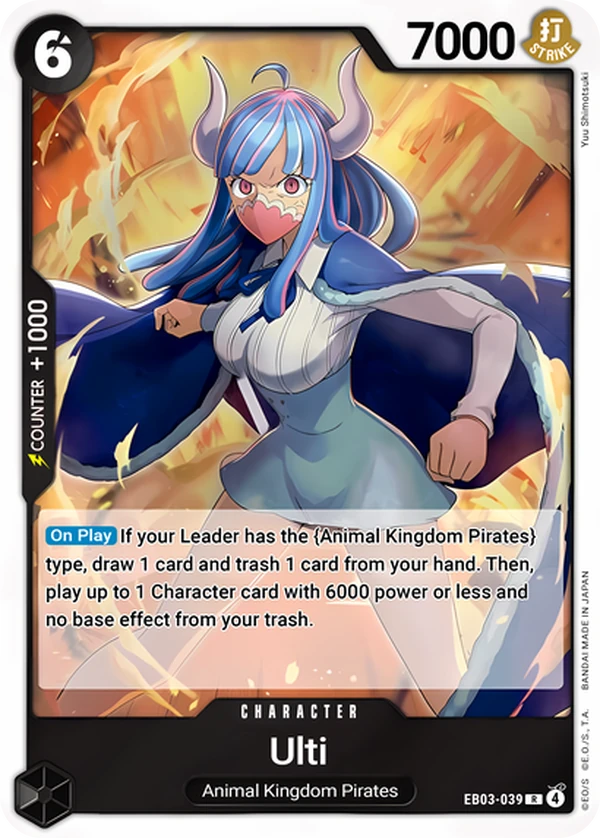 6
7000
打
STRIKE
Yuu Shiimotsuki
COUNTER +1000
On Play If your Leader has the {Animal Kingdom Pirates}
type, draw 1 card and trash 1 card from your hand. Then,
play up to 1 Character card with 6000 power or less and
no base effect from your trash.
CHARACTER
Ulti
Animal Kingdom Pirates
EB03-039 R 4
©EO/S ©E.O./S., T.A. BANDAI MADE IN JAPAN